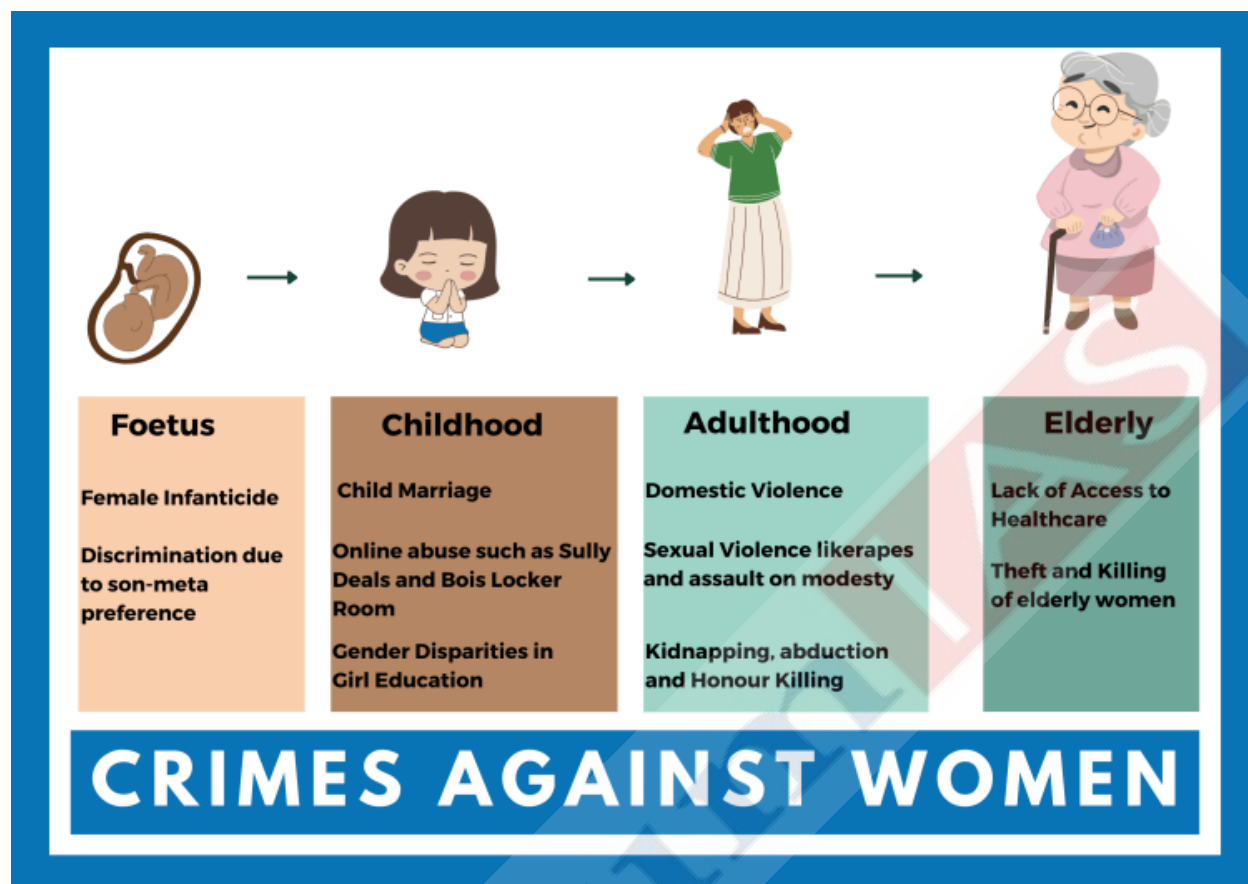 Foetus
Female Infanticide
Discrimination due
to son-meta
preference
Childhood
Child Marriage
Online abuse such as Sully
Deals and Bois Locker
Room
Gender Disparities in
Girl Education
Adulthood
Domestic Violence
Sexual Violence likerapes
and assault on modesty
Kidnapping, abduction
and Honour Killing
Elderly
Lack of Access to
Healthcare
Theft and Killing
of elderly women
CRIMES AGAINST WOMEN
IAS